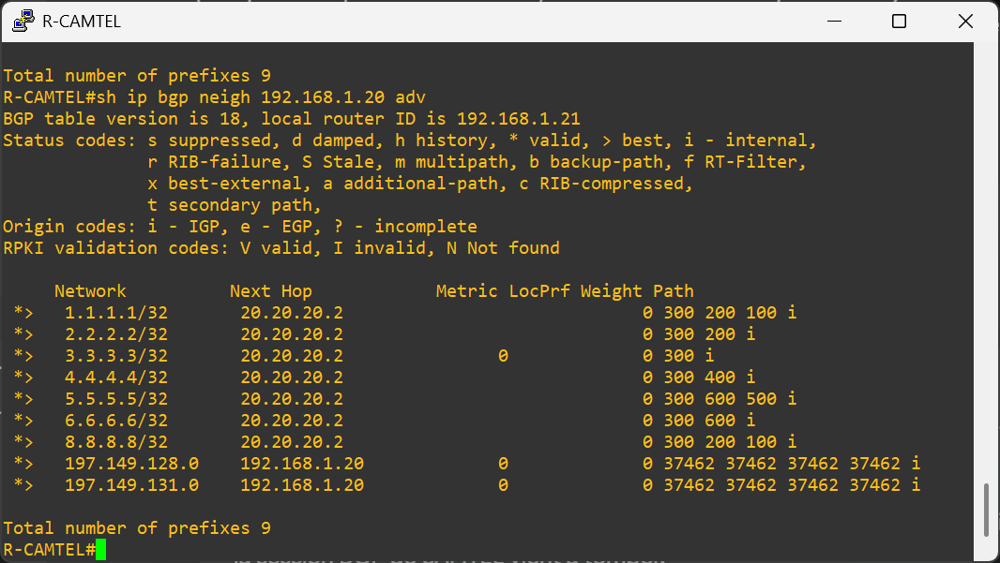 R-CAMTEL
Total number of prefixes 9
R-CAMTEL#sh ip bgp neigh 192.168.1.20 adv
BGP table version is 18, local router ID is 192.168.1.21
Status codes: s suppressed, d damped, h history, * valid, > best, i - internal,
              r RIB-failure, S Stale, m multipath, b backup-path, f RT-Filter,
              x best-external, a additional-path, c RIB-compressed,
              t secondary path,
Origin codes: i - IGP, e - EGP, ? - incomplete
RPKI validation codes: V valid, I invalid, N Not found
     Network          Next Hop            Metric LocPrf Weight Path
 *>   1.1.1.1/32       20.20.20.2                             0 300 200 100 i
 *>   2.2.2.2/32       20.20.20.2                             0 300 200 i
 *>   3.3.3.3/32       20.20.20.2               0             0 300 i
 *>   4.4.4.4/32       20.20.20.2                             0 300 400 i
 *>   5.5.5.5/32       20.20.20.2                             0 300 600 500 i
 *>   6.6.6.6/32       20.20.20.2                             0 300 600 i
 *>   8.8.8.8/32       20.20.20.2                             0 300 200 100 i
 *>   197.149.128.0    192.168.1.20             0             0 37462 37462 37462 37462 i
 *>   197.149.131.0    192.168.1.20             0             0 37462 37462 37462 37462 i
Total number of prefixes 9
R-CAMTEL#